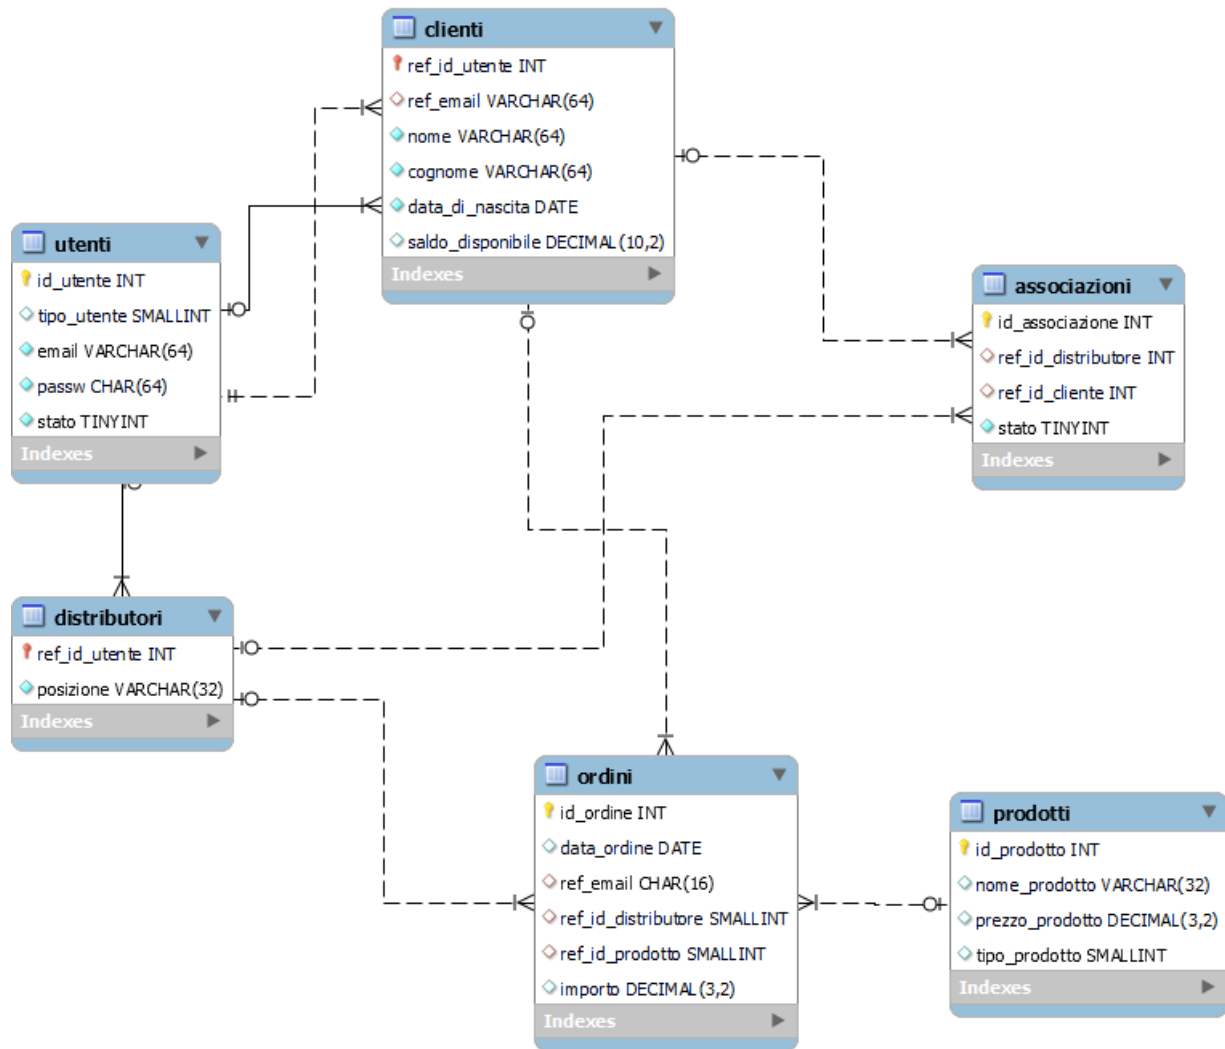 clienti
ref_id_utente INT
ref_email VARCHAR(64)
nome VARCHAR(64)
cognome VARCHAR(64)
data_di_nascita DATE
saldo_disponibile DECIMAL(10,2)
Indexes
utenti
id_utente INT
tipo_utente SMALLINT
email VARCHAR(64)
passw CHAR(64)
stato TINYINT
Indexes
associazioni
id_associazione INT
ref_id_distributore INT
ref_id_cliente INT
stato TINYINT
Indexes
distributori
ref_id_utente INT
posizione VARCHAR(32)
Indexes
ordini
id_ordine INT
data_ordine DATE
ref_email CHAR(16)
ref_id_distributore SMALLINT
ref_id_prodotto SMALLINT
importo DECIMAL(3,2)
Indexes
prodotti
id_prodotto INT
nome_prodotto VARCHAR(32)
prezzo_prodotto DECIMAL(3,2)
tipo_prodotto SMALLINT
Indexes